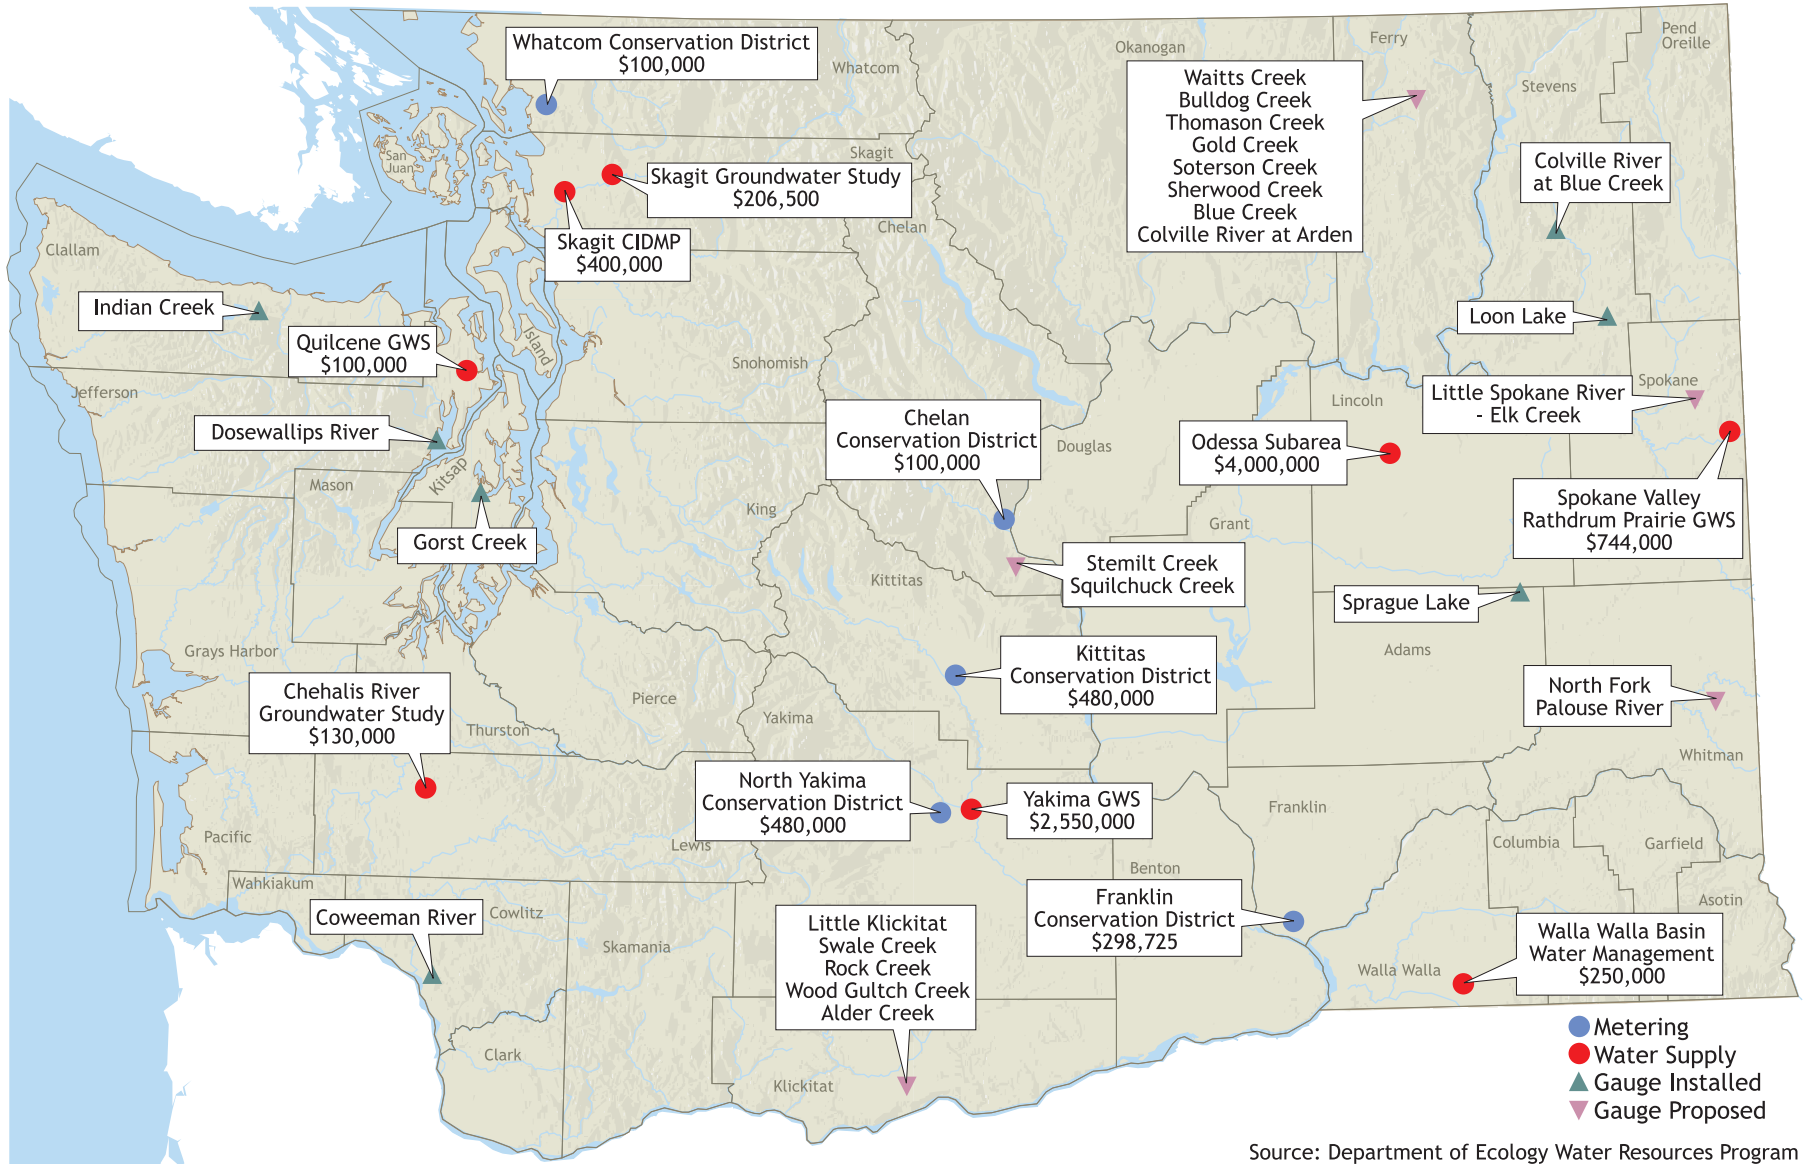 Whatcom Conservation District
$100,000
Whatcom
Okanogan
Ferry
Pend
Oreille
Stevens
Waitts Creek
Bulldog Creek
Thomason Creek
Gold Creek
Soterson Creek
Sherwood Creek
Blue Creek
Colville River at Arden
San
Juan
Skagit
Skagit Groundwater Study
$206,500
Colville River
at Blue Creek
Skagit CIDMP
$400,000
Chelan
Clallam
Indian Creek
Loon Lake
Quilcene GWS
$100,000
Island
Snohomish
Jefferson
Spokane
Little Spokane River
- Elk Creek
Lincoln
Dosewallips River
Chelan
Conservation District
$100,000
Douglas
Odessa Subarea
$4,000,000
Kitsap
Mason
King
Grant
Spokane Valley
Rathdrum Prairie GWS
$744,000
Gorst Creek
Kittitas
Stemilt Creek
Squilchuck Creek
Sprague Lake
Grays Harbor
Adams
Kittitas
Conservation District
$480,000
Chehalis River
Groundwater Study
$130,000
Pierce
North Fork
Palouse River
Yakima
Thurston
Whitman
North Yakima
Conservation District
$480,000
Yakima GWS
$2,550,000
Franklin
Pacific
Lewis
Columbia
Garfield
Benton
Wahkiakum
Asotin
Coweeman River
Cowlitz
Franklin
Conservation District
$298,725
Little Klickitat
Swale Creek
Rock Creek
Wood Gultch Creek
Alder Creek
Skamania
Walla Walla
Walla Walla Basin
Water Management
$250,000
Clark
Klickitat
Metering
Water Supply
Gauge Installed
Gauge Proposed
Source: Department of Ecology Water Resources Program